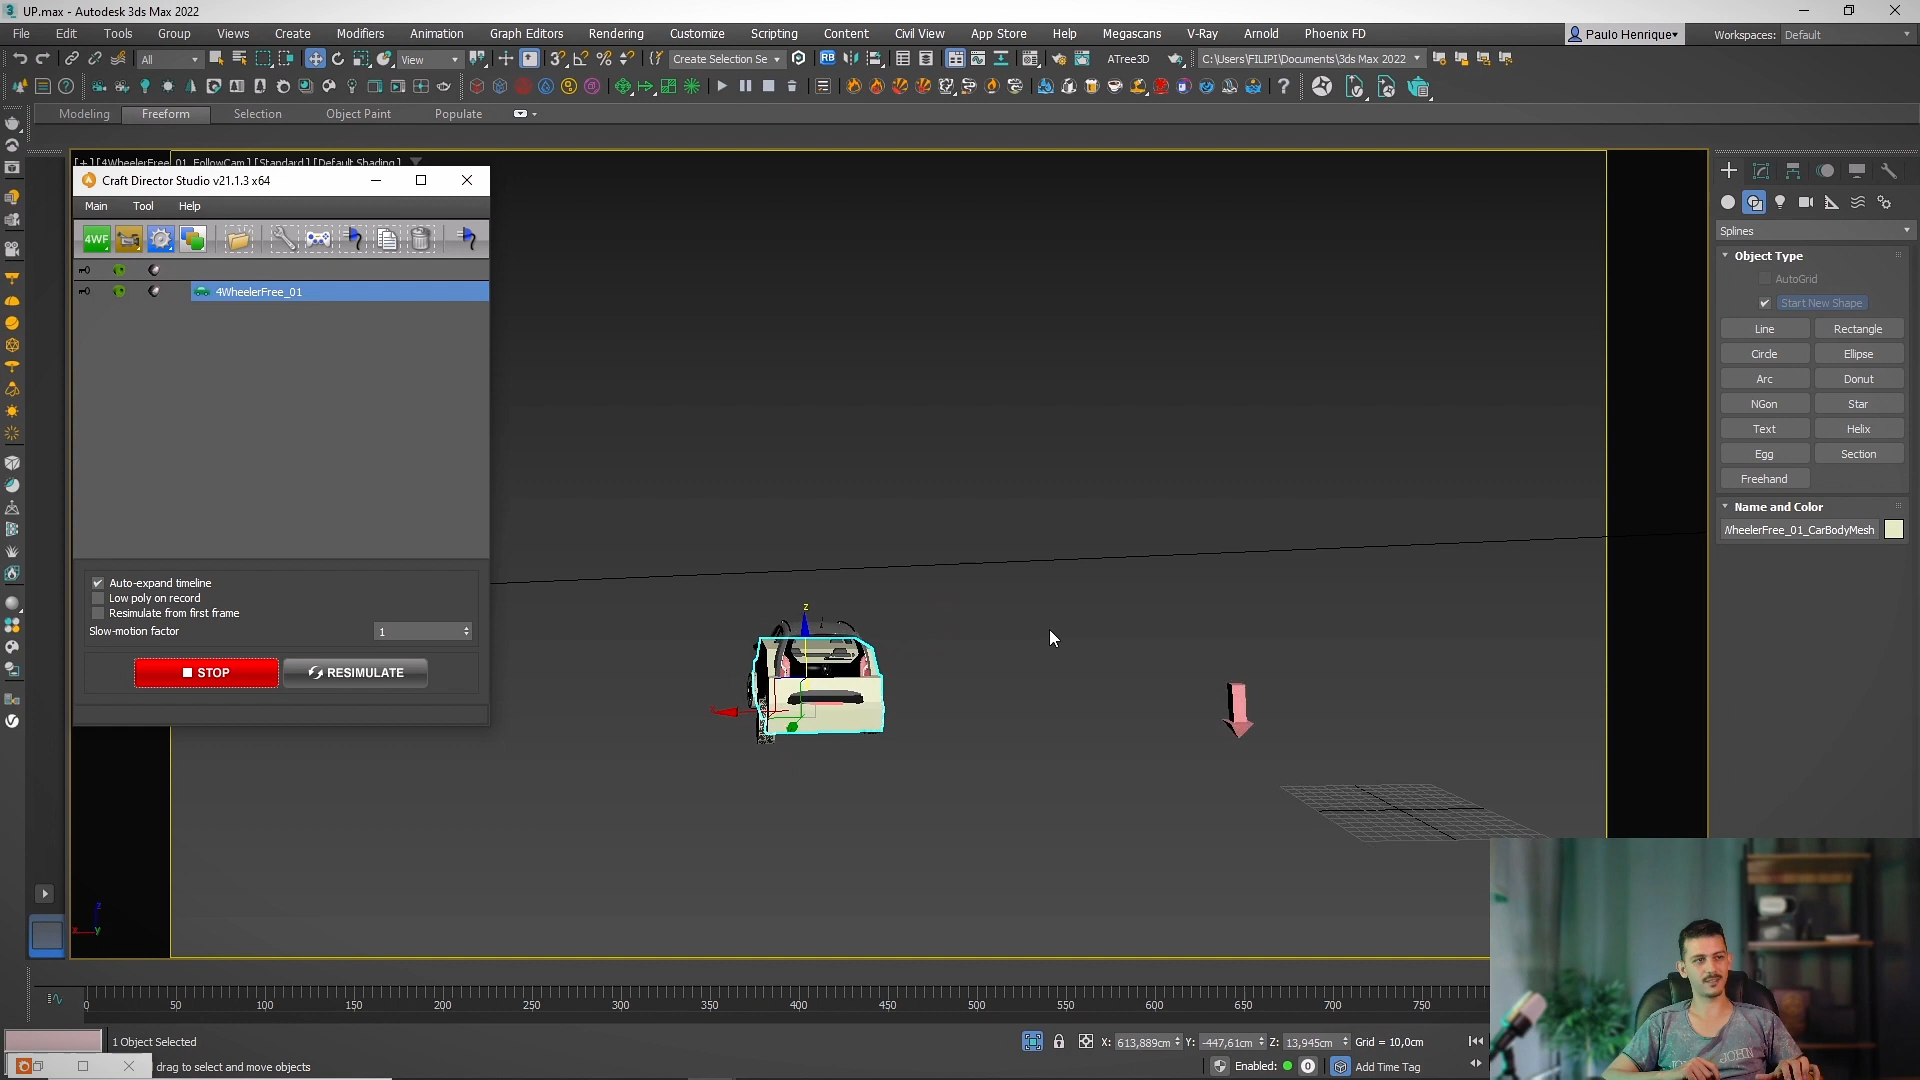 UP.max - Autodesk 3ds Max 2022
File Edit Tools Group Views Create Modifiers Animation Graph Editors Rendering Customize Scripting Content Civil View App Store Help Megascans V-Ray Arnold Phoenix FD Paulo Henrique Workspaces: Default
All View Create Selection Se RB ATree3D C:\Users\FILIPI\Documents\3ds Max 2022
Modeling Freeform Selection Object Paint Populate
[+] [4WheelerFree_01_FollowCam] [Standard] [Default Shading]
Craft Director Studio v21.1.3 x64
Main Tool Help
4WF
4WheelerFree_01
Auto-expand timeline
Low poly on record
Resimulate from first frame
Slow-motion factor 1
STOP RESIMULATE
z
x
z
x y
Splines
Object Type
AutoGrid
Start New Shape
Line Rectangle
Circle Ellipse
Arc Donut
NGon Star
Text Helix
Egg Section
Freehand
Name and Color
WheelerFree_01_CarBodyMesh
0 50 100 150 200 250 300 350 400 450 500 550 600 650 700 750
1 Object Selected X: 613,889cm Y: -447,61cm Z: 13,945cm Grid = 10,0cm
drag to select and move objects Enabled: 0 Add Time Tag
JOHN JOHN